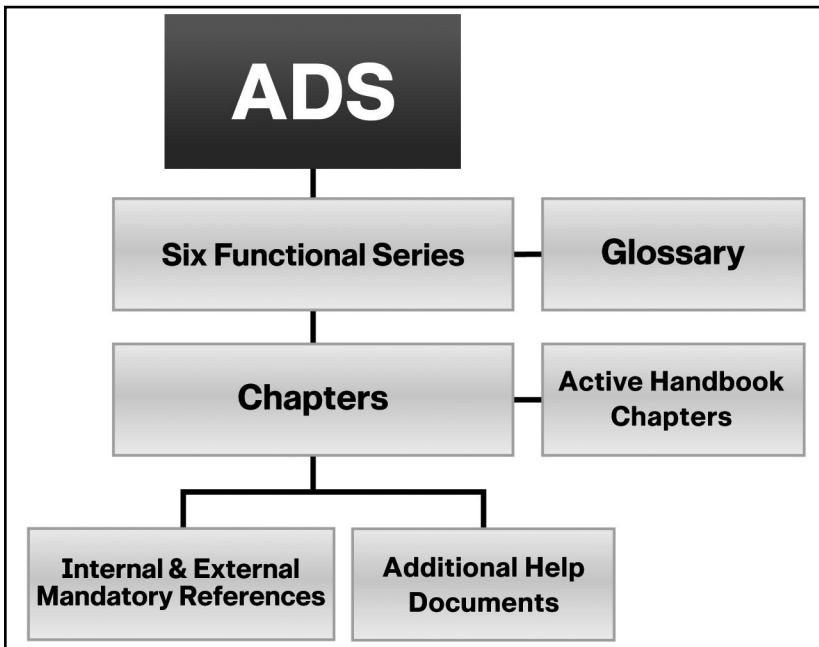 ADS
Six Functional Series
Glossary
Chapters
Active Handbook
Chapters
Internal & External
Mandatory References
Additional Help
Documents